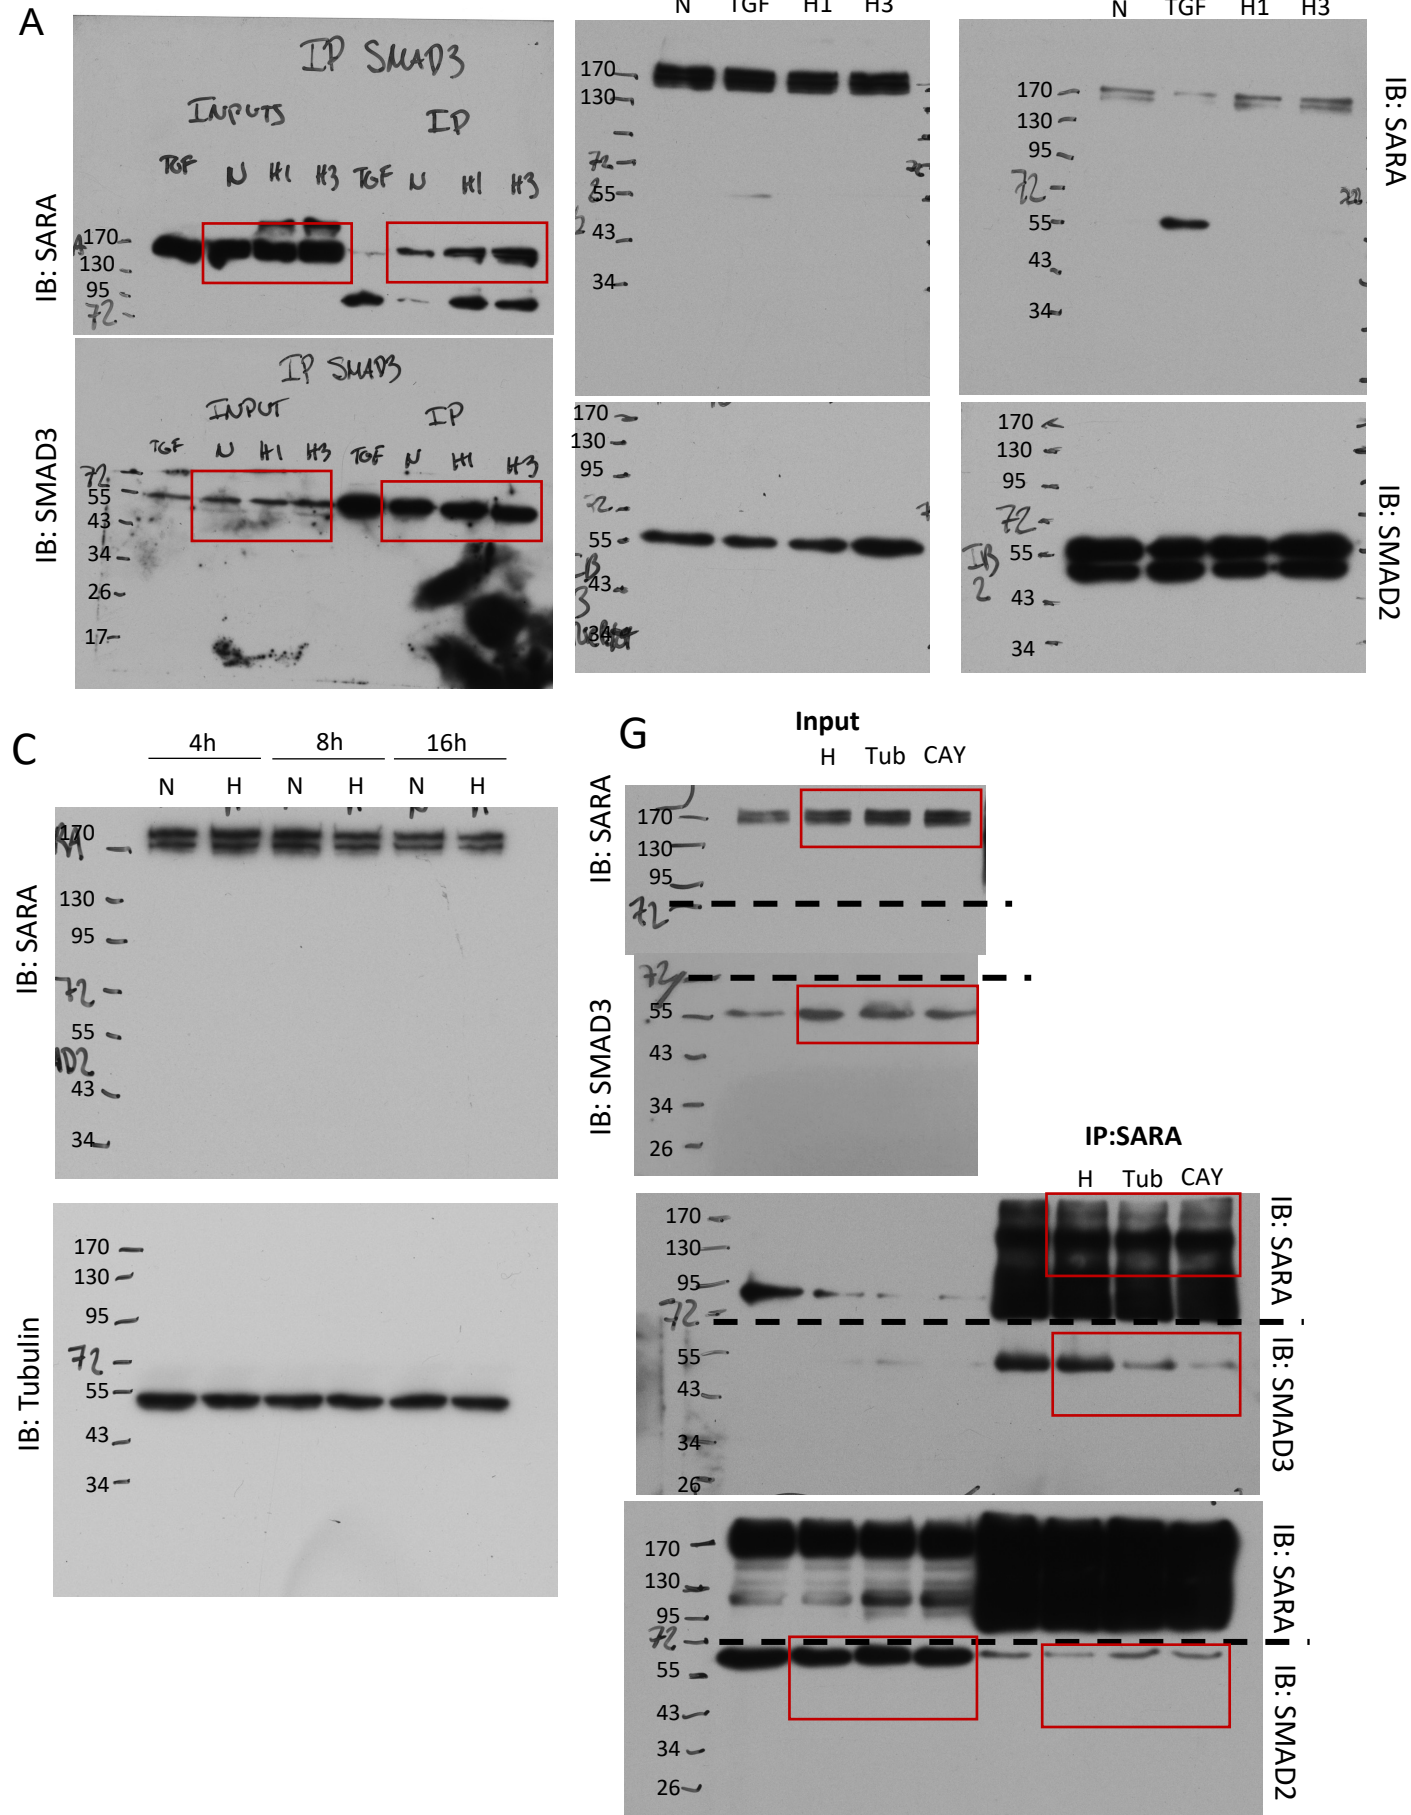 A
IP SMAD3
INPUTS
IP
TGF N H1 H3 TGF N H1 H3
IB: SARA
170
130
95
72
IP SMAD3
INPUT
IP
TGF N H1 H3 TGF N H1 H3
IB: SMAD3
72
55
43
34
26
17
N TGF H1 H3
170
130
72
55
43
34
170
130
95
72
55
43
34
N TGF H1 H3
IB: SARA
170
130
95
72
55
43
34
IB: SMAD2
170
130
95
72
55
43
34
IB
2
C
4h 8h 16h
N H N H N H
IB: SARA
170
130
95
72
55
43
34
IB: Tubulin
170
130
95
72
55
43
34
G
Input
H Tub CAY
IB: SARA
170
130
95
72
IB: SMAD3
72
55
43
34
26
IP:SARA
H Tub CAY
170
130
95
72
55
43
34
26
IB: SARA
IB: SMAD3
170
130
95
72
55
43
34
26
IB: SARA
IB: SMAD2